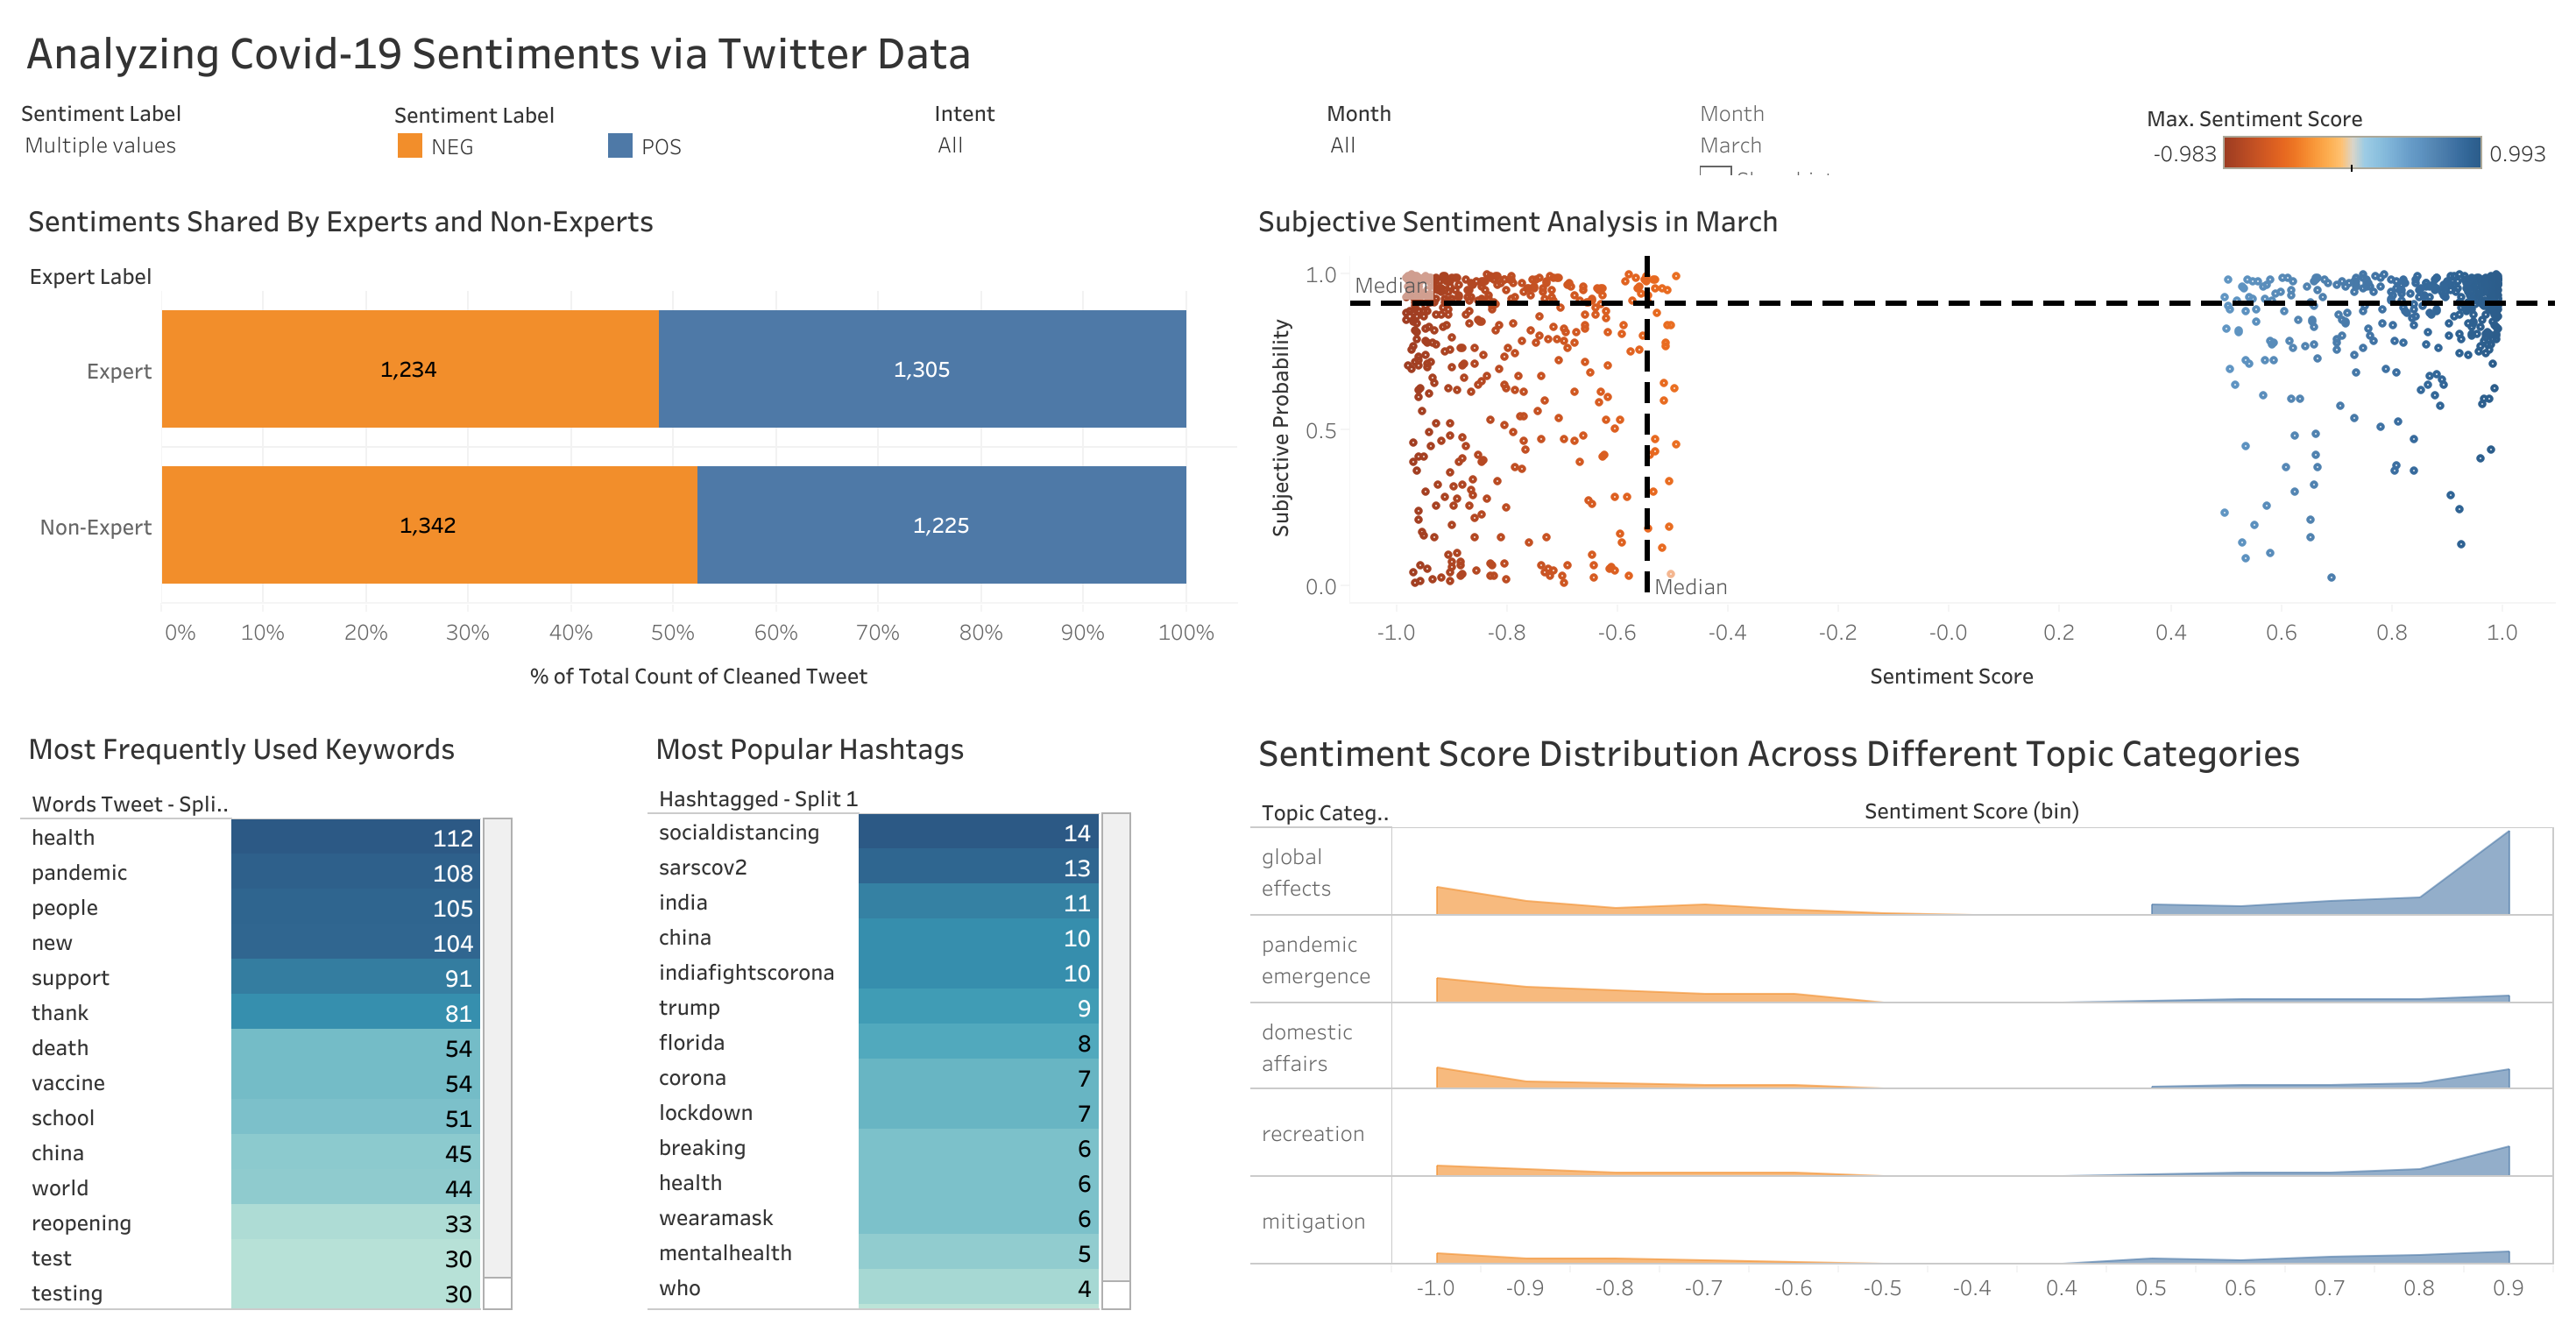 Analyzing Covid-19 Sentiments via Twitter Data
Sentiment Label
Multiple values
Sentiment Label
NEG POS
Intent
All
Month
All
Month
March
Max. Sentiment Score
-0.983 0.993
Sentiments Shared By Experts and Non-Experts
Expert Label
Expert 1,234 1,305
Non-Expert 1,342 1,225
0% 10% 20% 30% 40% 50% 60% 70% 80% 90% 100%
% of Total Count of Cleaned Tweet
Subjective Sentiment Analysis in March
Subjective Probability
1.0
Median
0.5
0.0
Median
-1.0 -0.8 -0.6 -0.4 -0.2 -0.0 0.2 0.4 0.6 0.8 1.0
Sentiment Score
Most Frequently Used Keywords
Words Tweet - Spli..
health 112
pandemic 108
people 105
new 104
support 91
thank 81
death 54
vaccine 54
school 51
china 45
world 44
reopening 33
test 30
testing 30
Most Popular Hashtags
Hashtagged - Split 1
socialdistancing 14
sarscov2 13
india 11
china 10
indiafightscorona 10
trump 9
florida 8
corona 7
lockdown 7
breaking 6
health 6
wearamask 6
mentalhealth 5
who 4
Sentiment Score Distribution Across Different Topic Categories
Topic Categ.. Sentiment Score (bin)
global
effects
pandemic
emergence
domestic
affairs
recreation
mitigation
-1.0 -0.9 -0.8 -0.7 -0.6 -0.5 -0.4 0.4 0.5 0.6 0.7 0.8 0.9